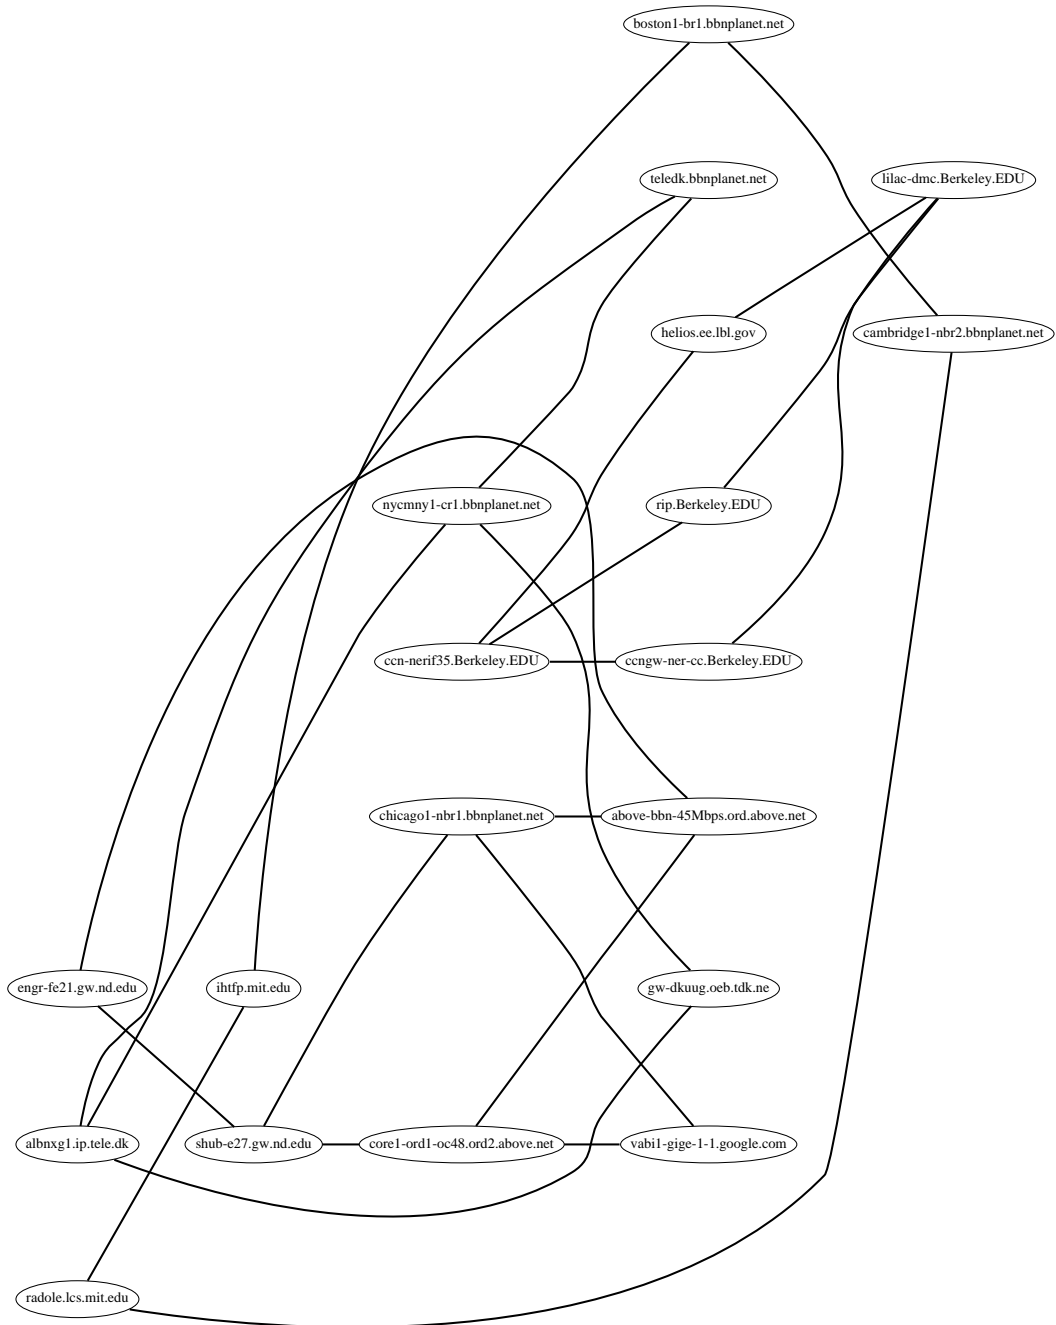 boston1-br1.bbnplanet.net
teledk.bbnplanet.net
lilac-dmc.Berkeley.EDU
helios.ee.lbl.gov
cambridge1-nbr2.bbnplanet.net
nycmny1-cr1.bbnplanet.net
rip.Berkeley.EDU
ccn-nerif35.Berkeley.EDU
ccngw-ner-cc.Berkeley.EDU
chicago1-nbr1.bbnplanet.net
above-bbn-45Mbps.ord.above.net
engr-fe21.gw.nd.edu
ihtfp.mit.edu
gw-dkuug.oeb.tdk.ne
albnxg1.ip.tele.dk
shub-e27.gw.nd.edu
core1-ord1-oc48.ord2.above.net
vabi1-gige-1-1.google.com
radole.lcs.mit.edu